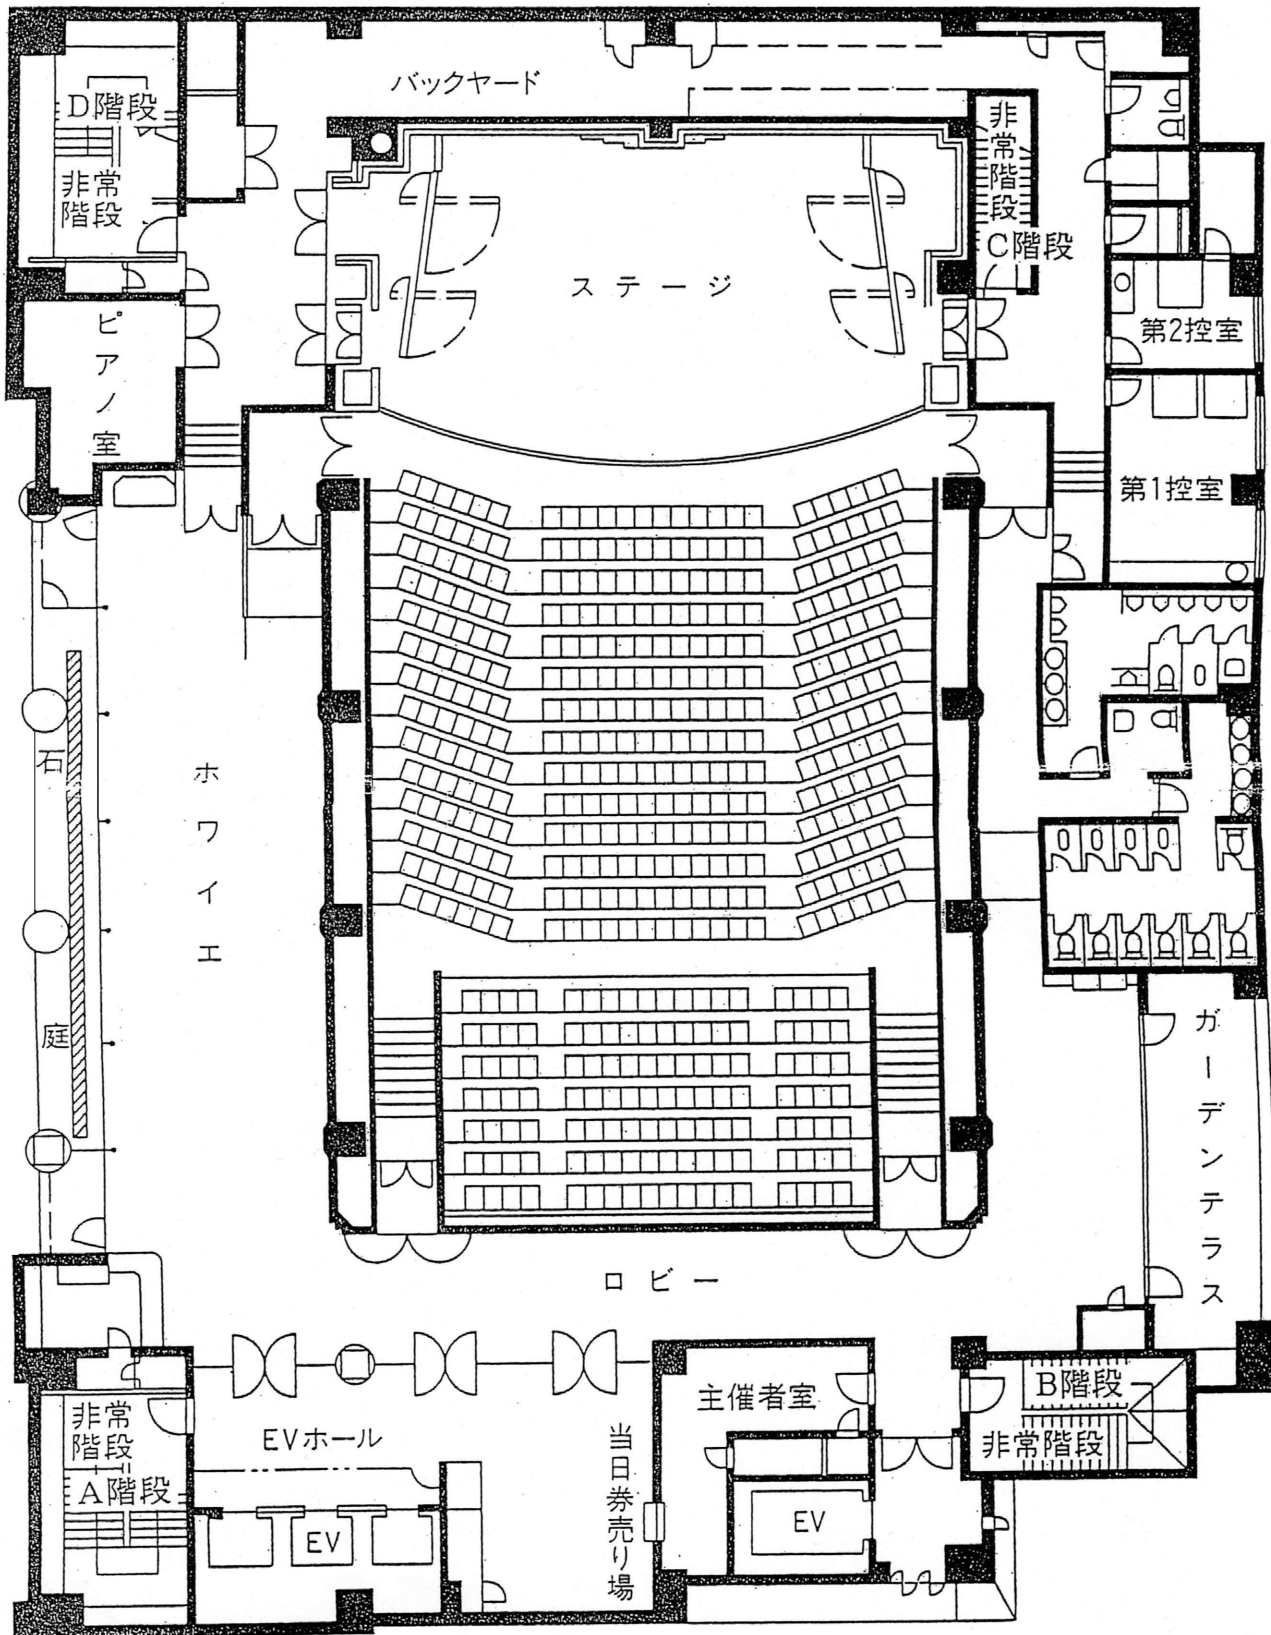 バックヤード
D階段
非常
階段
非常階段
C階段
ステージ
ピアノ室
第2控室
第1控室
石庭
ホワイエ
ガーデンテラス
ロビー
主催者室
B階段
非常階段
非常
階段
A階段
EVホール
当日券売り場
EV
EV